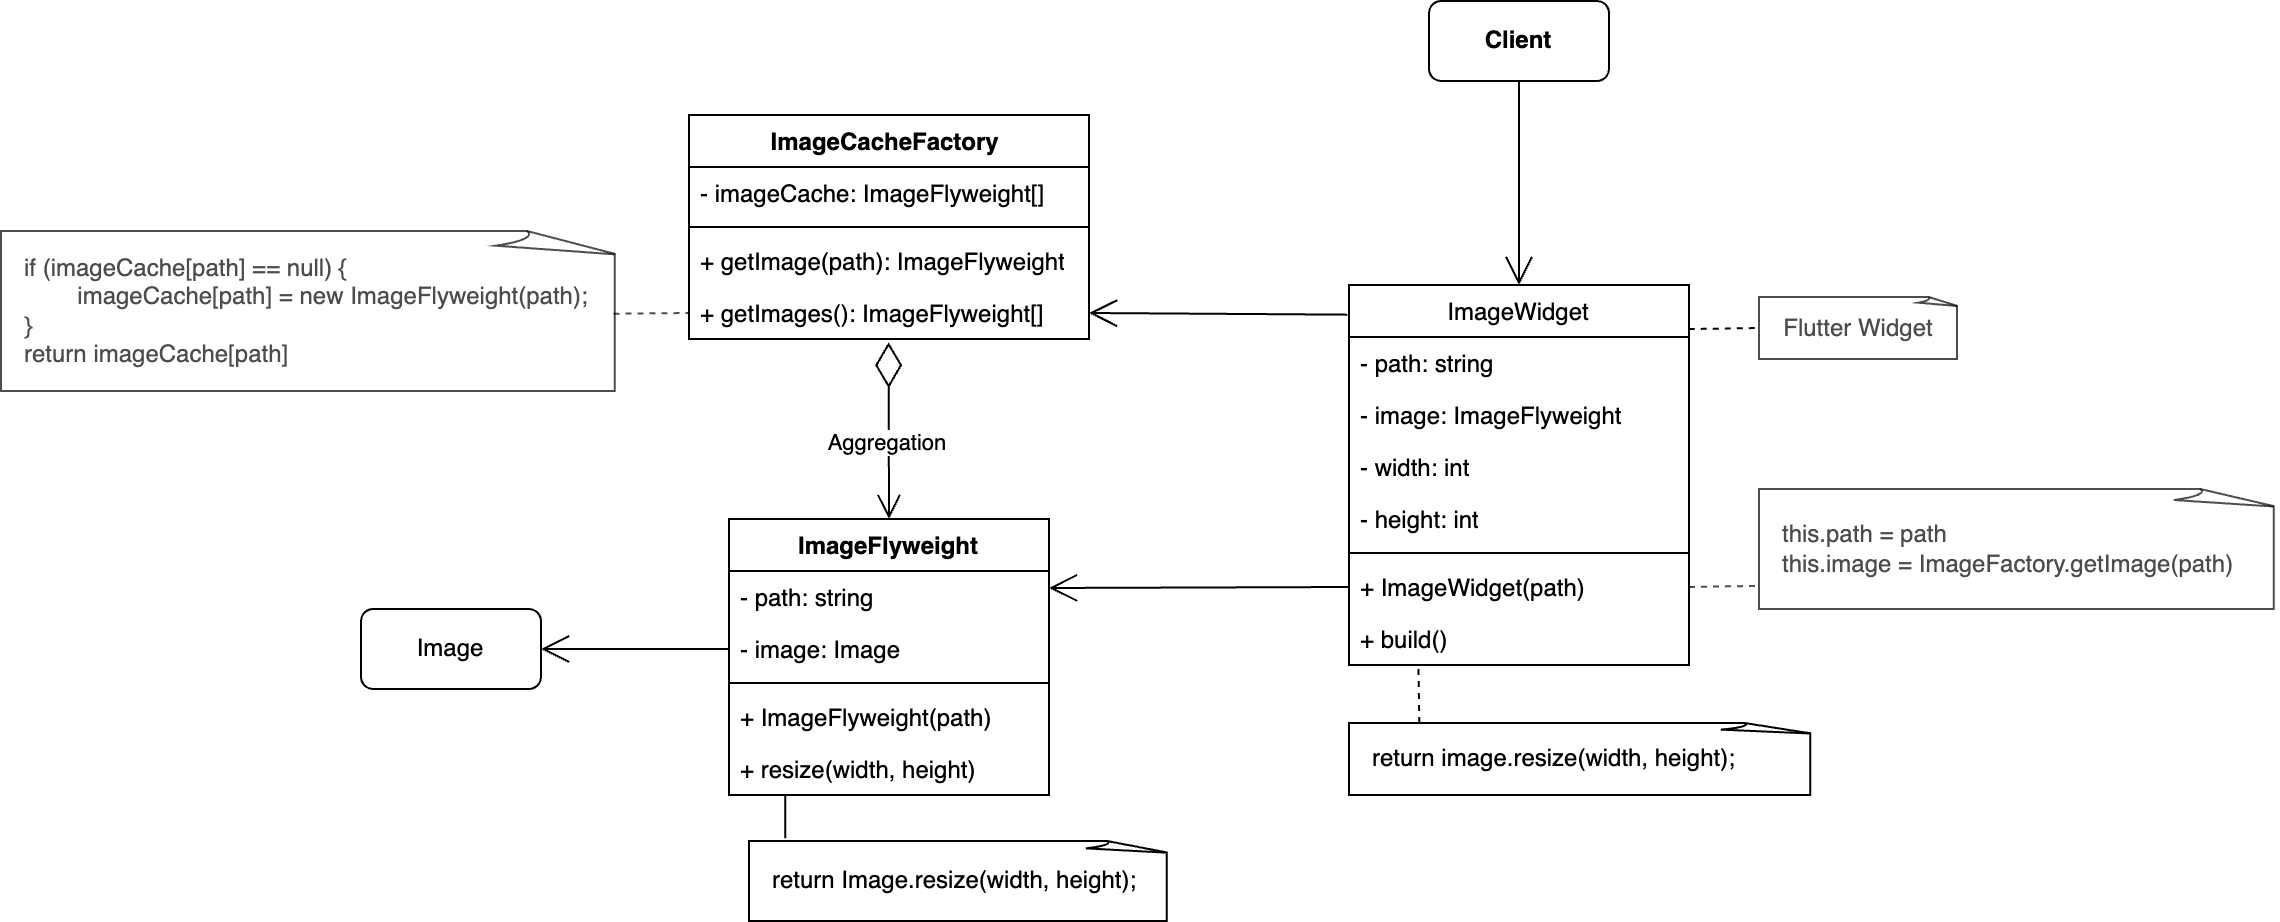 Client
ImageCacheFactory
- imageCache: ImageFlyweight[]
+ getImage(path): ImageFlyweight
+ getImages(): ImageFlyweight[]
if (imageCache[path] == null) {
imageCache[path] = new ImageFlyweight(path);
}
return imageCache[path]
Aggregation
ImageWidget
- path: string
- image: ImageFlyweight
- width: int
- height: int
+ ImageWidget(path)
+ build()
Flutter Widget
this.path = path
this.image = ImageFactory.getImage(path)
return image.resize(width, height);
ImageFlyweight
- path: string
- image: Image
+ ImageFlyweight(path)
+ resize(width, height)
Image
return Image.resize(width, height);